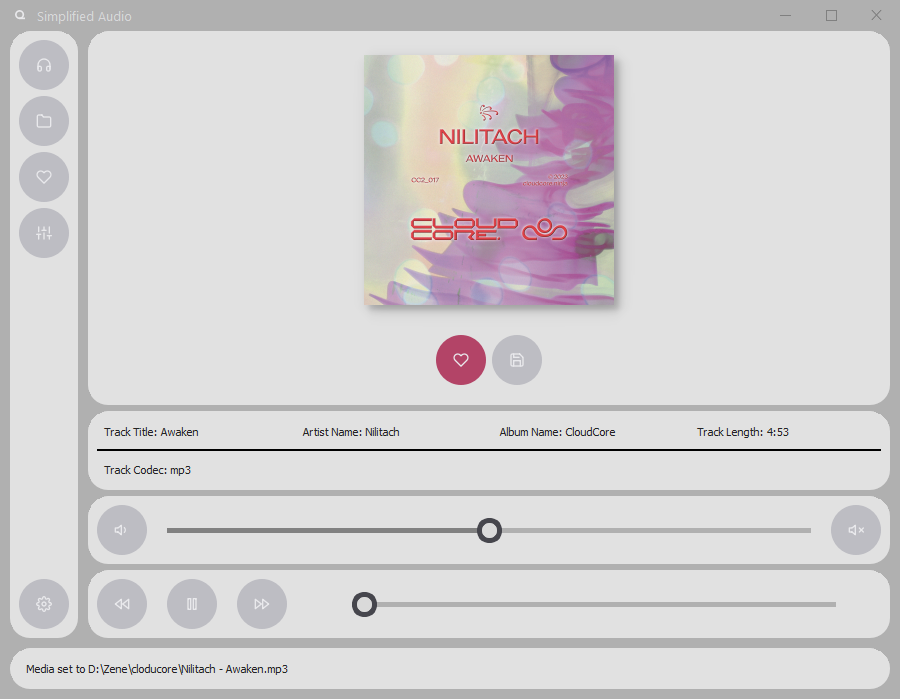 Simplified Audio
NILITACH
AWAKEN
CC2_017
CLOUD
CORE.
Track Title: Awaken
Artist Name: Nilitach
Album Name: CloudCore
Track Length: 4:53
Track Codec: mp3
Media set to D:\Zene\cloducore\Nilitach - Awaken.mp3